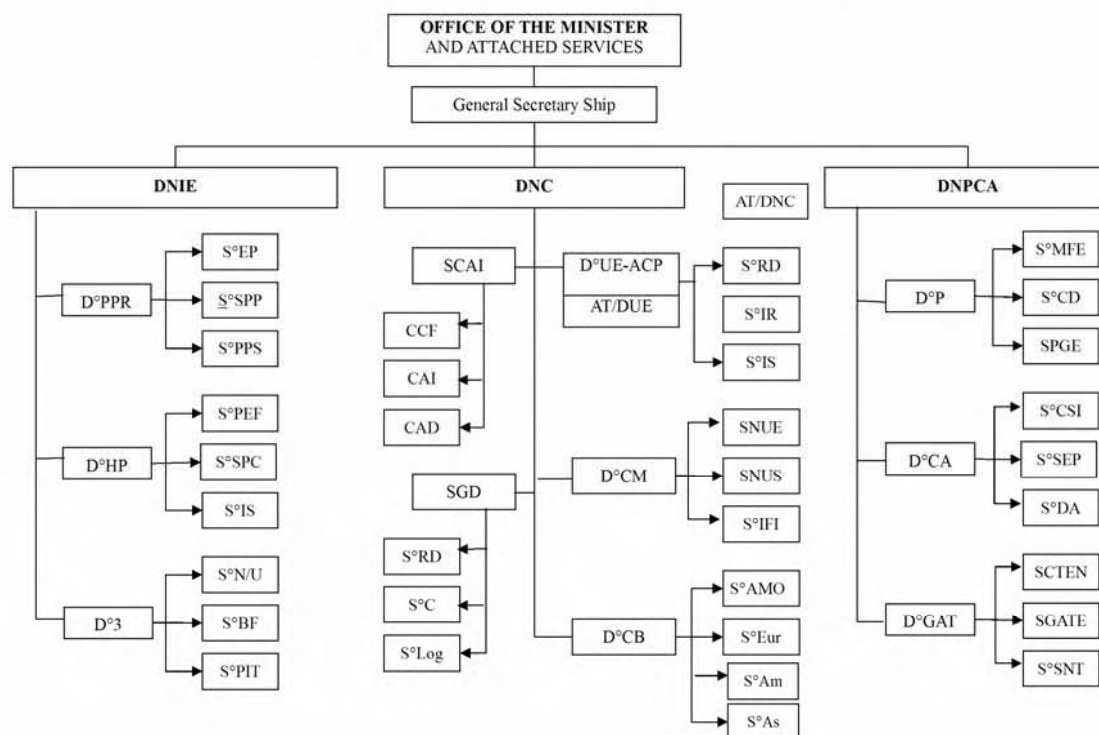 OFFICE OF THE MINISTER
AND ATTACHED SERVICES
General Secretary Ship
DNIE
DNC
DNPCA
AT/DNC
S°EP
D°PPR
S°SPP
S°PPS
S°PEF
D°HP
S°SPC
S°IS
S°N/U
D°3
S°BF
S°PIT
SCAI
CCF
CAI
CAD
SGD
S°RD
S°C
S°Log
D°UE-ACP
AT/DUE
S°RD
S°IR
S°IS
SNUE
D°CM
SNUS
S°IFI
S°AMO
D°CB
S°Eur
S°Am
S°As
S°MFE
D°P
S°CD
SPGE
S°CSI
D°CA
S°SEP
S°DA
SCTEN
D°GAT
SGATE
S°SNT